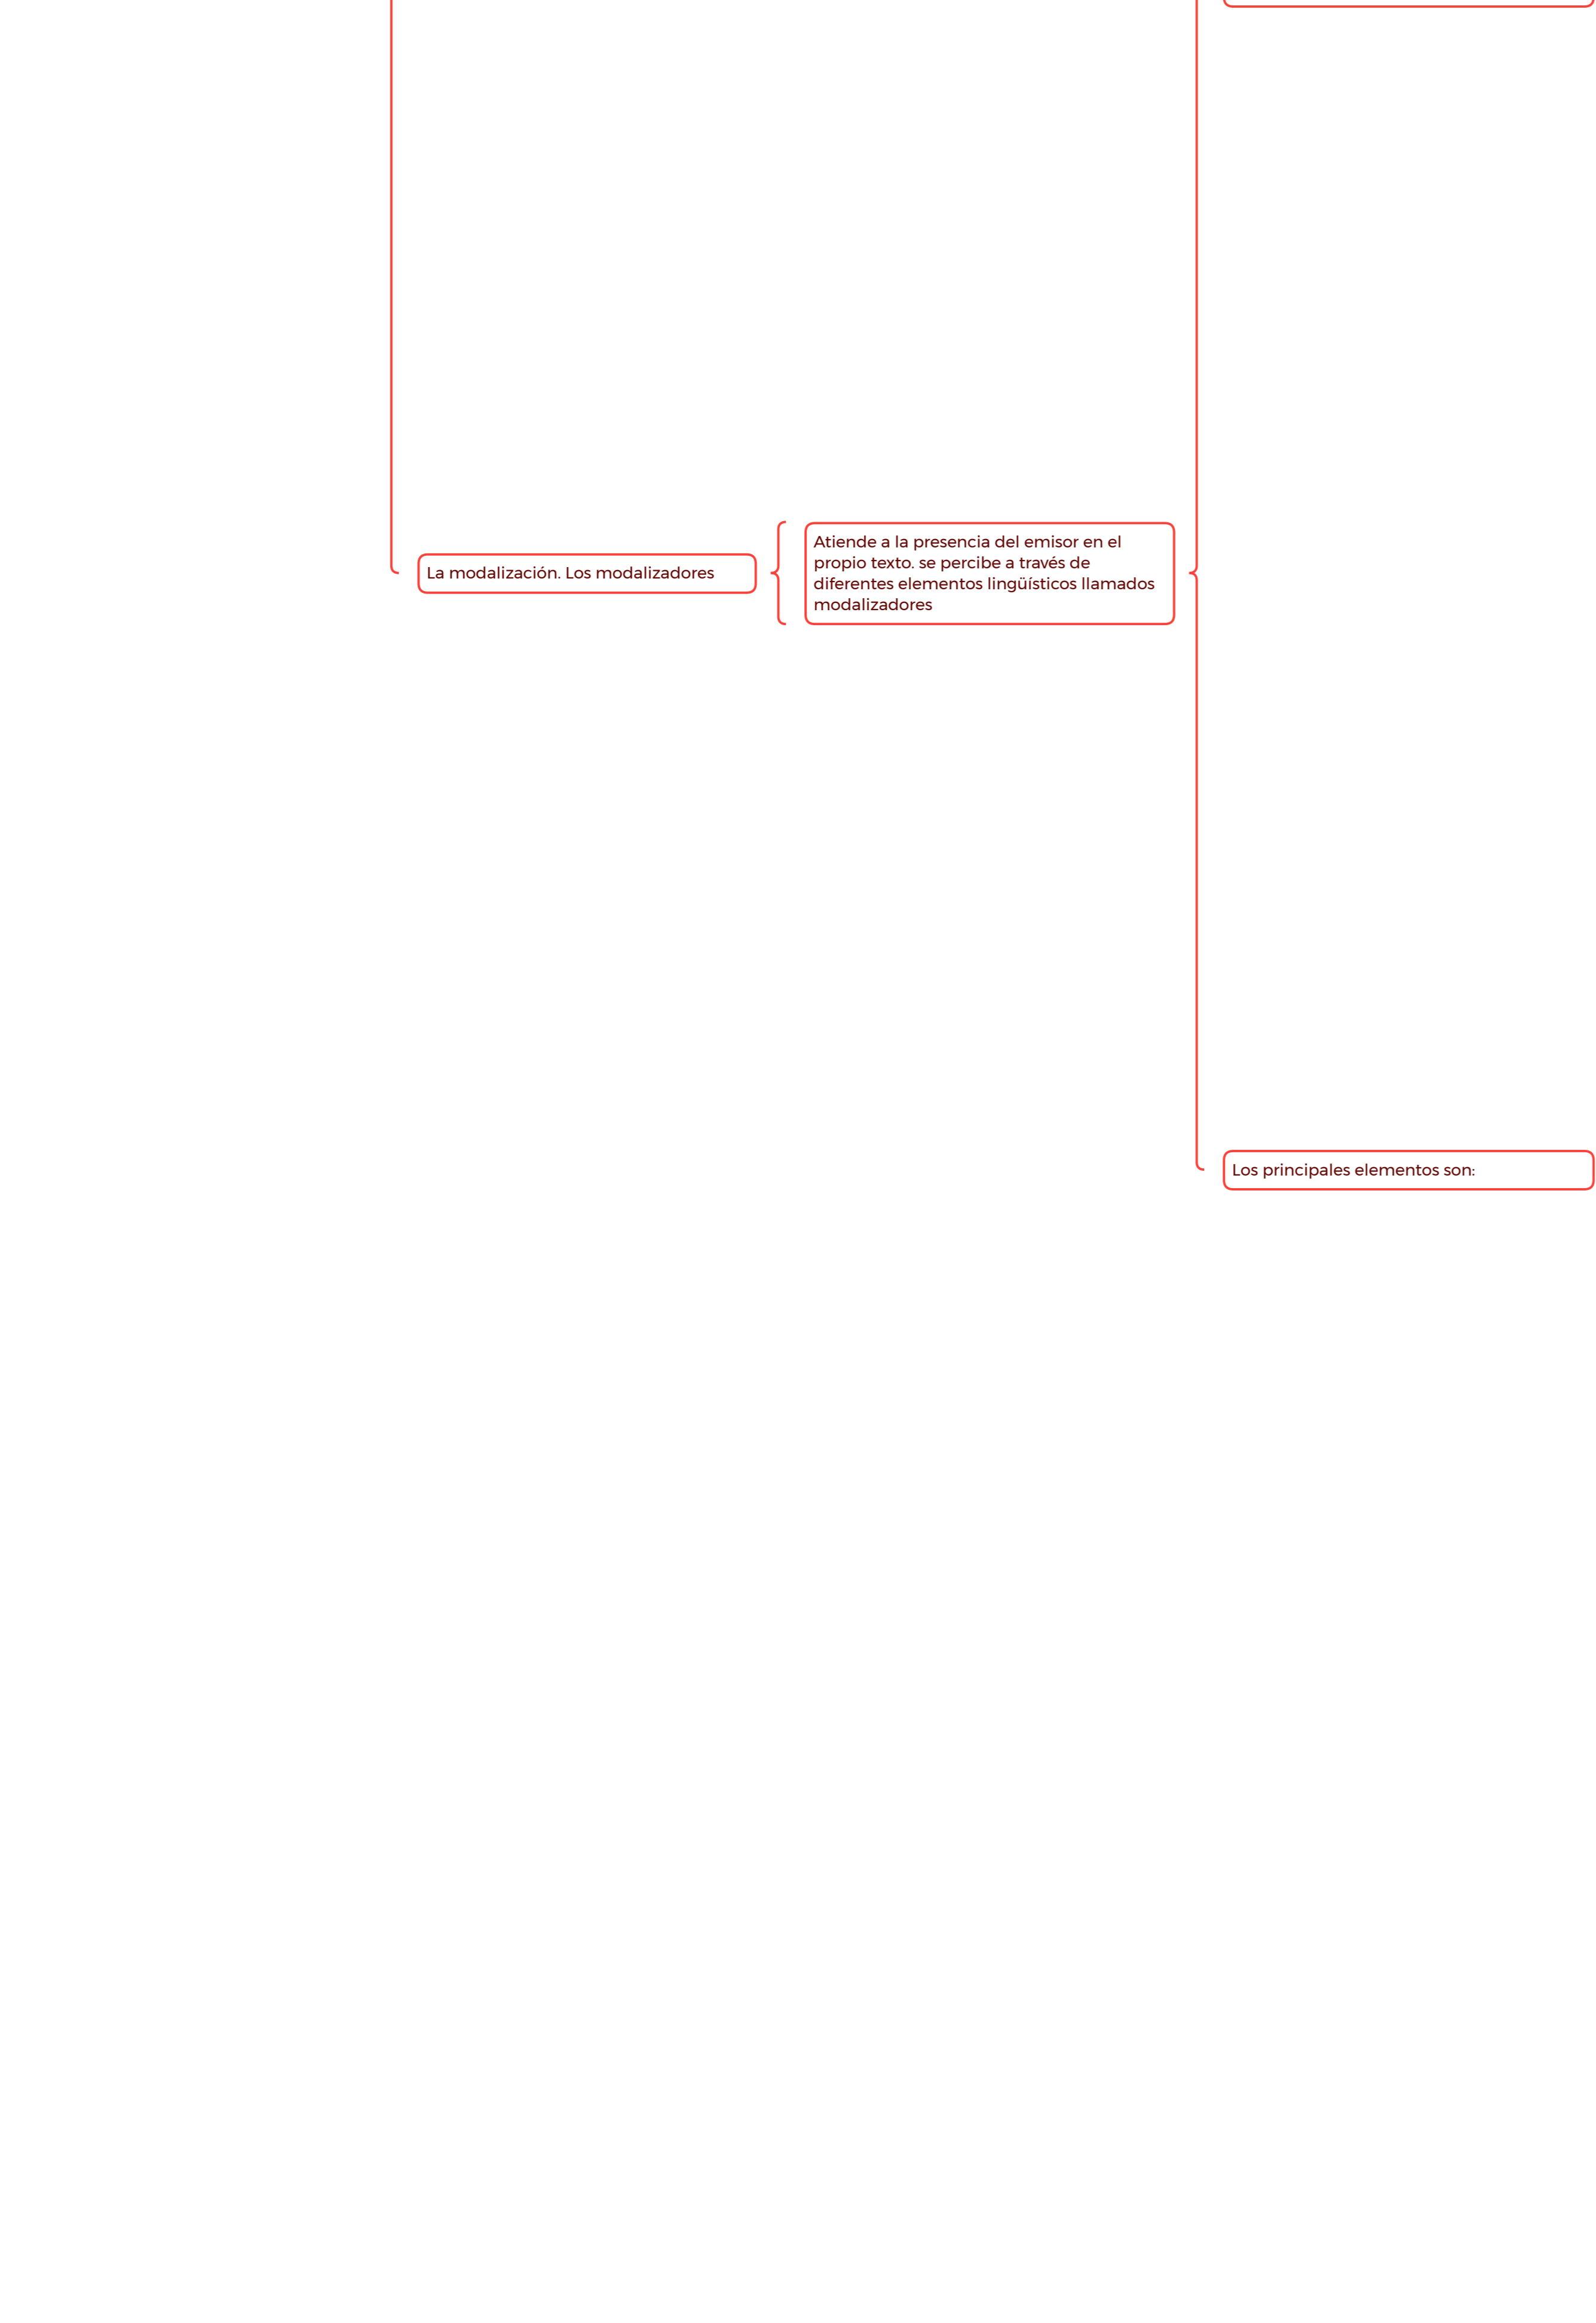 La modalización. Los modalizadores
Atiende a la presencia del emisor en el
propio texto. se percibe a través de
diferentes elementos lingüísticos llamados
modalizadores
Los principales elementos son: